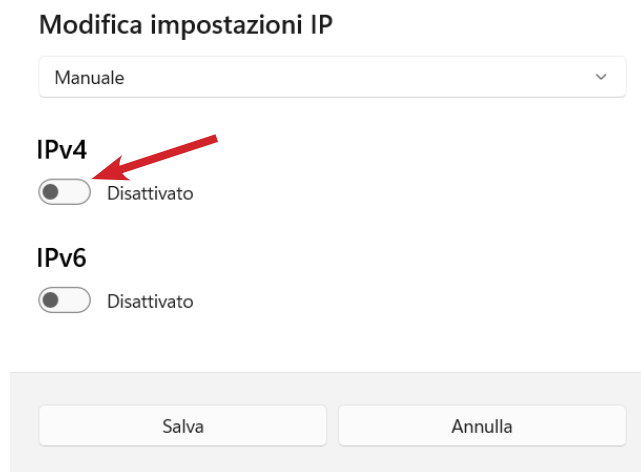 Modifica impostazioni IP
Manuale
IPv4
Disattivato
IPv6
Disattivato
Salva
Annulla